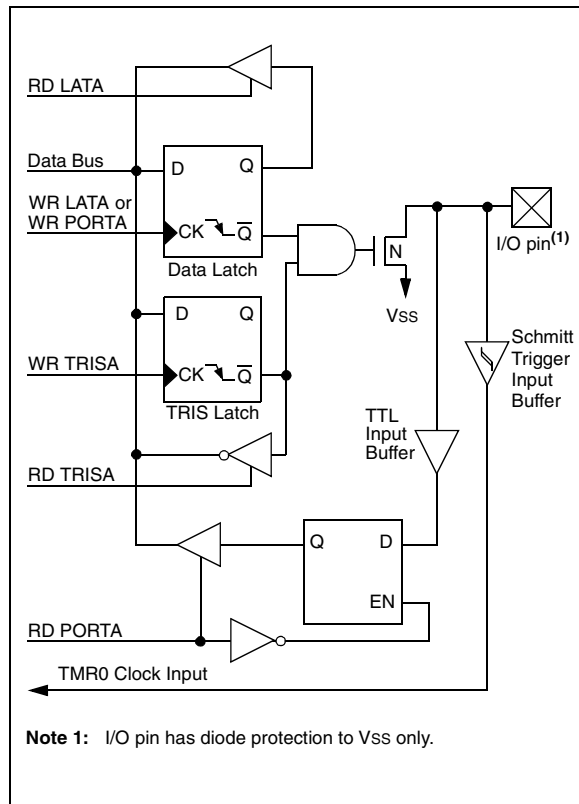 RD LATA
Data Bus
D Q
WR LATA or
WR PORTA
CK Q
Data Latch
N
I/O pin(1)
VSS
D Q
WR TRISA
CK Q
TRIS Latch
Schmitt
Trigger
Input
Buffer
TTL
Input
Buffer
RD TRISA
Q D
EN
RD PORTA
TMR0 Clock Input
Note 1: I/O pin has diode protection to VSS only.